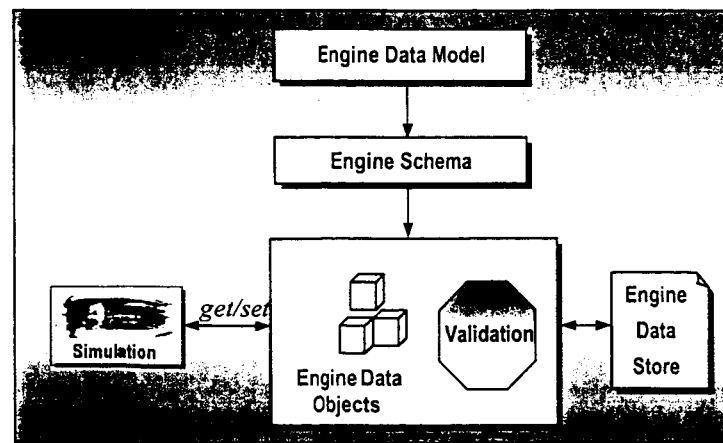 Engine Data Model
Engine Schema
get/set
Simulation
Engine Data
Objects
Validation
Engine
Data
Store